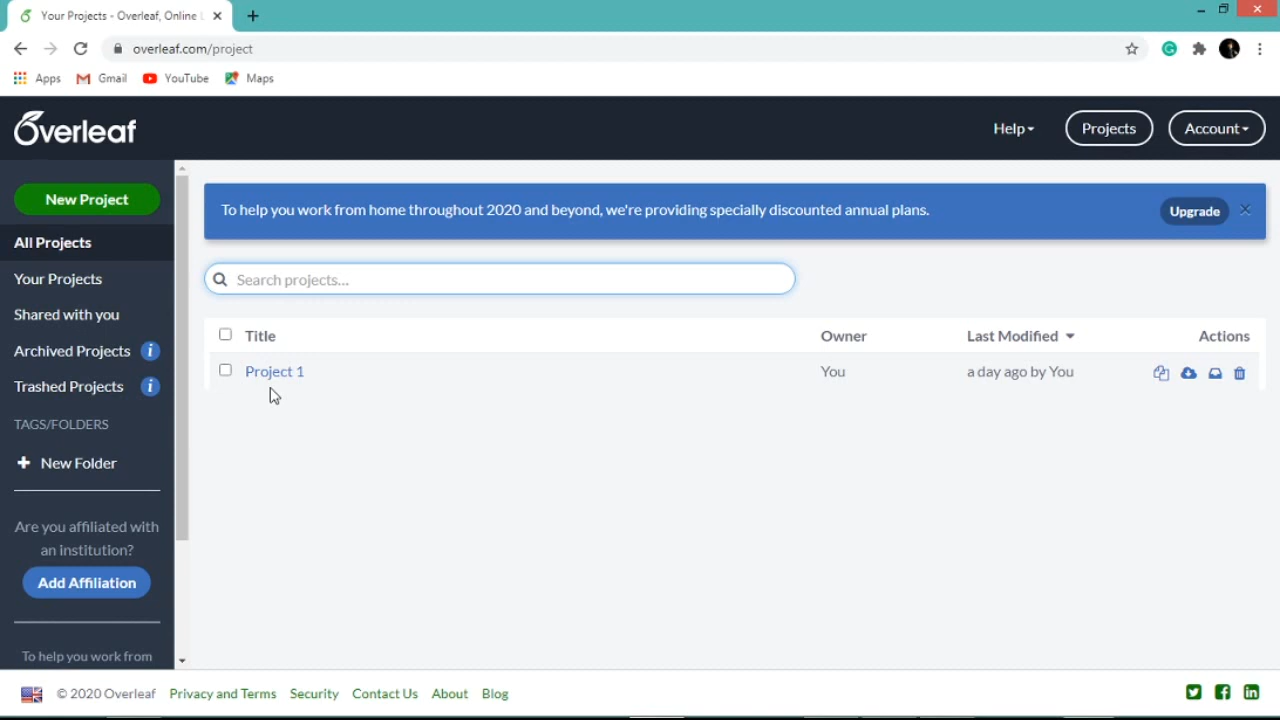 Your Projects - Overleaf, Online
overleaf.com/project
Apps
Gmail
YouTube
Maps
Overleaf
Help
Projects
Account
New Project
All Projects
Your Projects
Shared with you
Archived Projects i
Trashed Projects i
TAGS/FOLDERS
New Folder
Are you affiliated with
an institution?
Add Affiliation
To help you work from
To help you work from home throughout 2020 and beyond, we're providing specially discounted annual plans.
Upgrade
Search projects...
Title Owner Last Modified Actions
Project 1 You a day ago by You
© 2020 Overleaf Privacy and Terms Security Contact Us About Blog